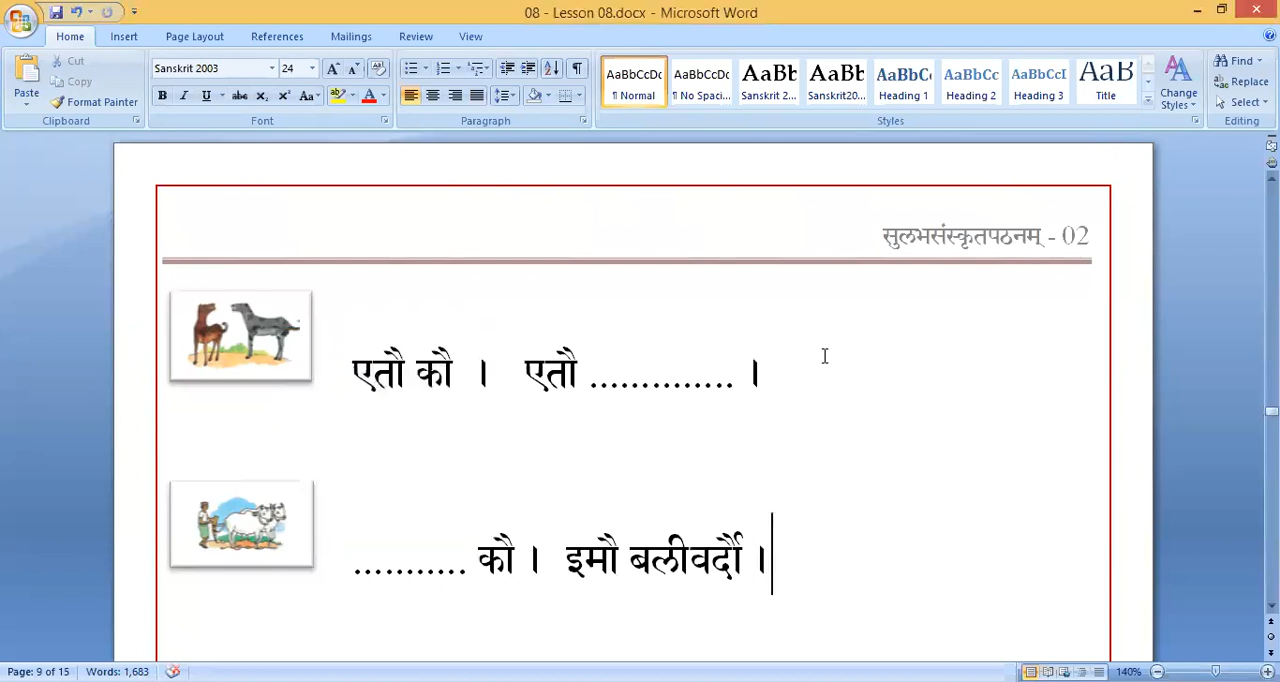 08 - Lesson 08.docx - Microsoft Word
Home Insert Page Layout References Mailings Review View
Paste Cut Copy Format Painter
Clipboard
Sanskrit 2003 24
Font
Paragraph
AaBbCcDc AaBbCcDc AaBb AaBb AaBbC AaBbCc AaBbCcI AaB
¶ Normal ¶ No Spaci... Sanskrit 2... Sanskrit20... Heading 1 Heading 2 Heading 3 Title
Change Styles
Styles
Find Replace Select
Editing
सुलभसंस्कृतपठनम् - 02
एतौ कौ । एतौ .............. ।
........... कौ । इमौ बलीवर्दौ ।
Page: 9 of 15 Words: 1,683 140%